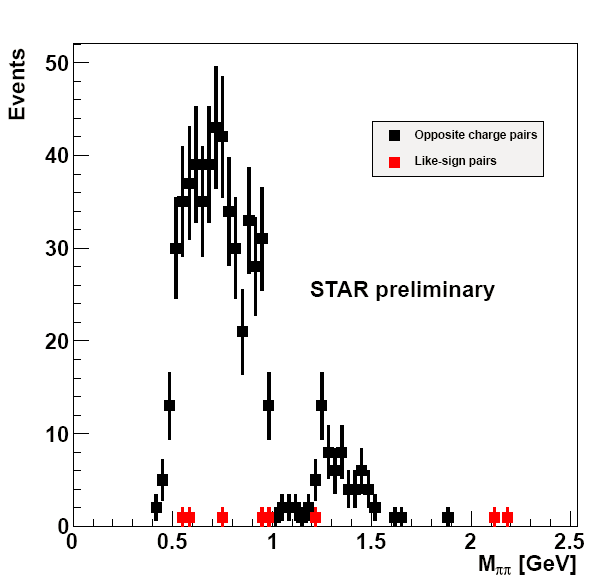 Events
50
40
30
20
10
0
Opposite charge pairs
Like-sign pairs
STAR preliminary
0 0.5 1 1.5 2 2.5
Mππ [GeV]